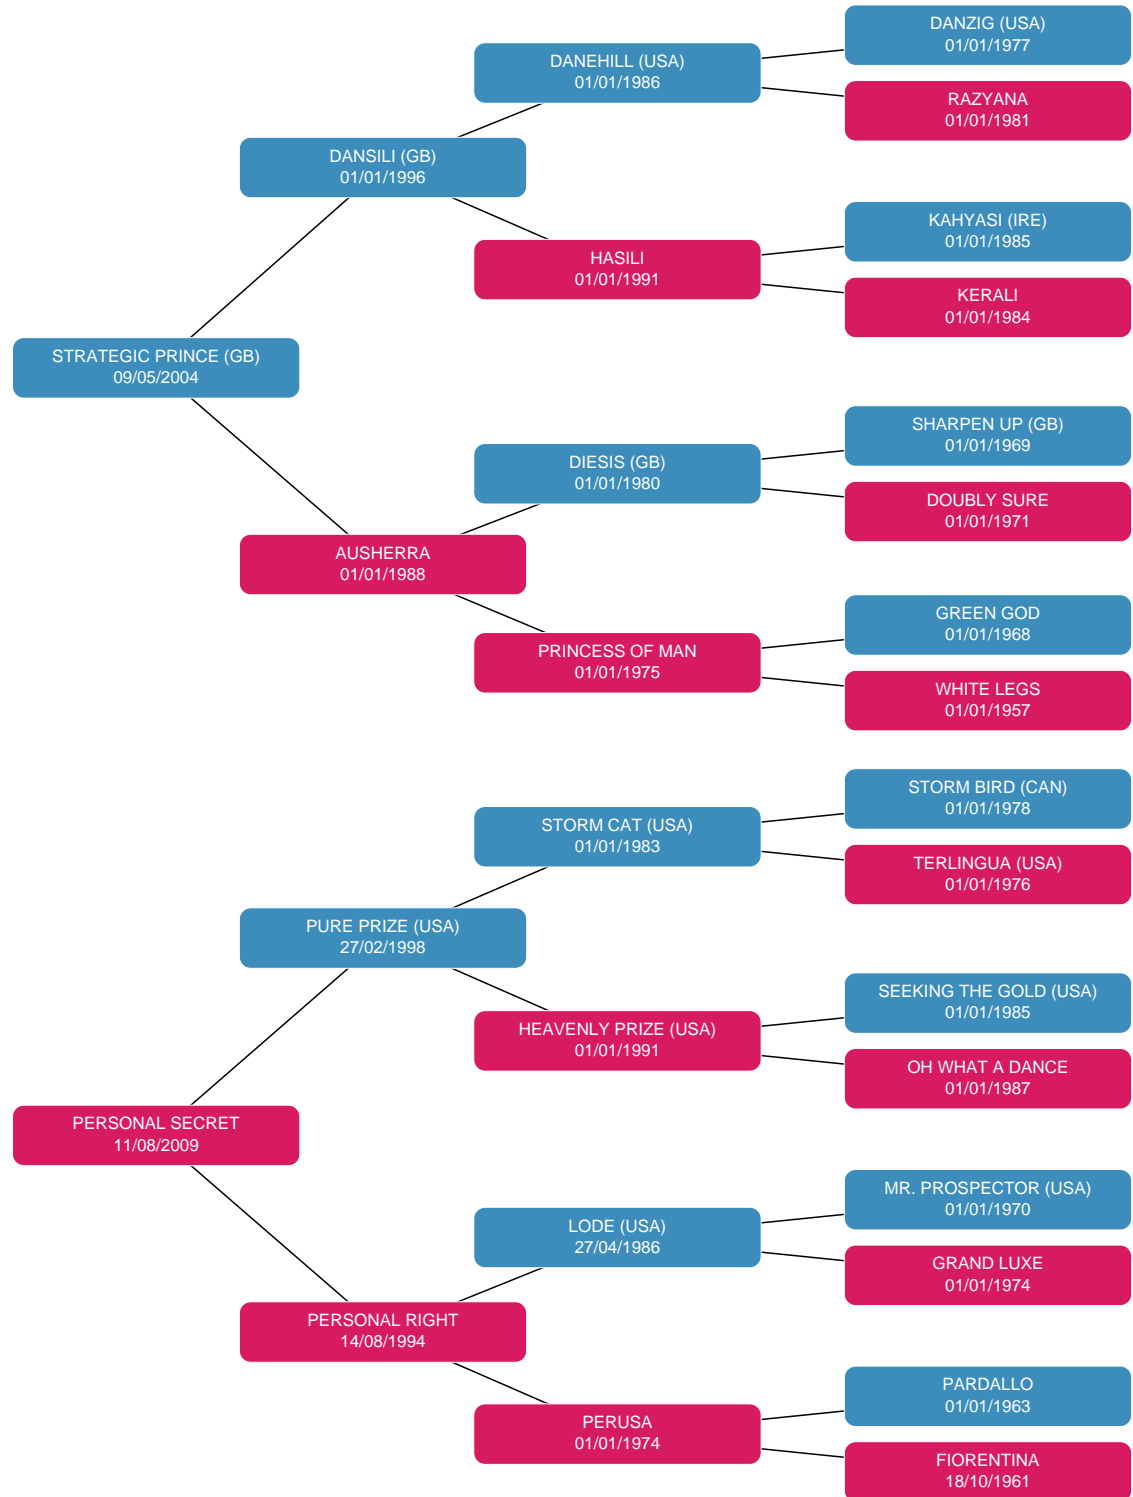 DANZIG (USA)
01/01/1977
DANEHILL (USA)
01/01/1986
RAZYANA
01/01/1981
DANSILI (GB)
01/01/1996
KAHYASI (IRE)
01/01/1985
HASILI
01/01/1991
KERALI
01/01/1984
STRATEGIC PRINCE (GB)
09/05/2004
SHARPEN UP (GB)
01/01/1969
DIESIS (GB)
01/01/1980
DOUBLY SURE
01/01/1971
AUSHERRA
01/01/1988
GREEN GOD
01/01/1968
PRINCESS OF MAN
01/01/1975
WHITE LEGS
01/01/1957
STORM BIRD (CAN)
01/01/1978
STORM CAT (USA)
01/01/1983
TERLINGUA (USA)
01/01/1976
PURE PRIZE (USA)
27/02/1998
SEEKING THE GOLD (USA)
01/01/1985
HEAVENLY PRIZE (USA)
01/01/1991
OH WHAT A DANCE
01/01/1987
PERSONAL SECRET
11/08/2009
MR. PROSPECTOR (USA)
01/01/1970
LODE (USA)
27/04/1986
GRAND LUXE
01/01/1974
PERSONAL RIGHT
14/08/1994
PARDALLO
01/01/1963
PERUSA
01/01/1974
FIORENTINA
18/10/1961